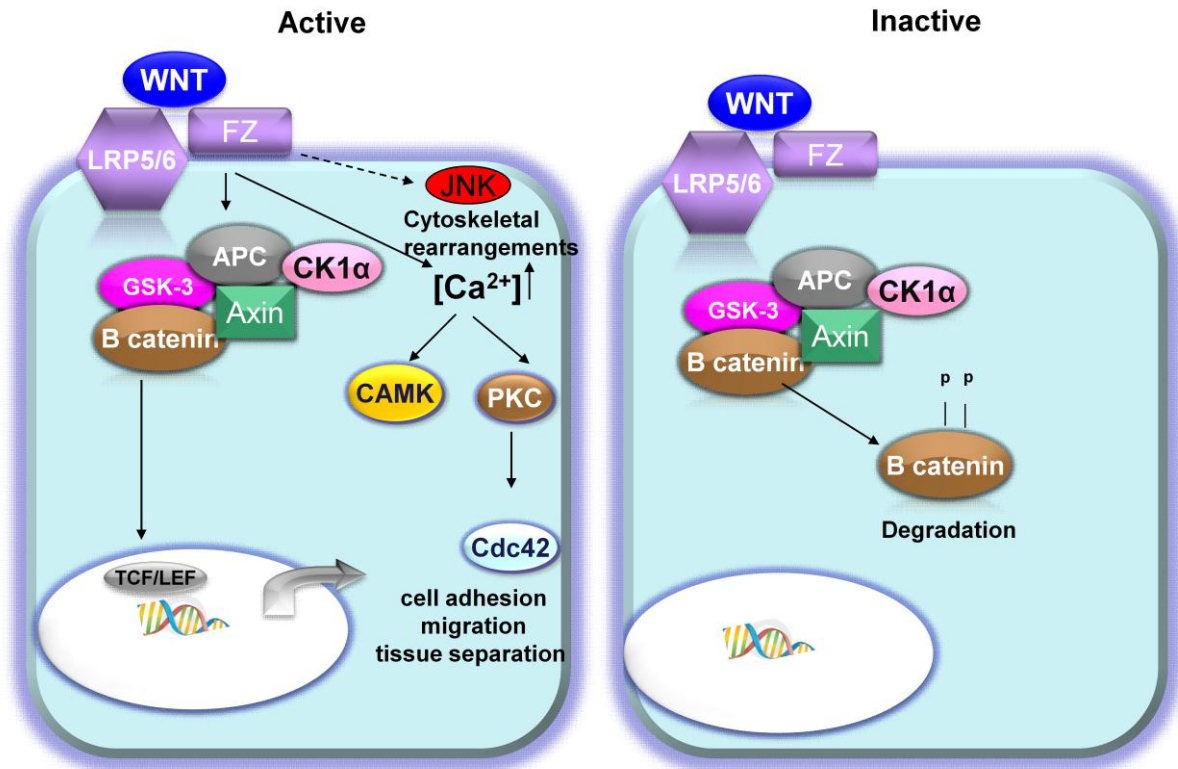 Active
WNT
FZ
LRP5/6
JNK
Cytoskeletal
rearrangements
[Ca²⁺]
APC
CK1α
GSK-3
Axin
B catenin
CAMK
PKC
Cdc42
TCF/LEF
cell adhesion
migration
tissue separation
Inactive
WNT
FZ
LRP5/6
APC
CK1α
GSK-3
Axin
B catenin
p p
B catenin
Degradation